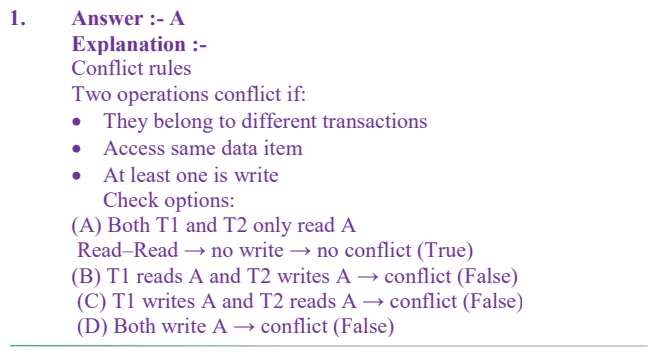 1. Answer :- A
Explanation :-
Conflict rules
Two operations conflict if:
• They belong to different transactions
• Access same data item
• At least one is write
Check options:
(A) Both T1 and T2 only read A
Read–Read → no write → no conflict (True)
(B) T1 reads A and T2 writes A → conflict (False)
(C) T1 writes A and T2 reads A → conflict (False)
(D) Both write A → conflict (False)